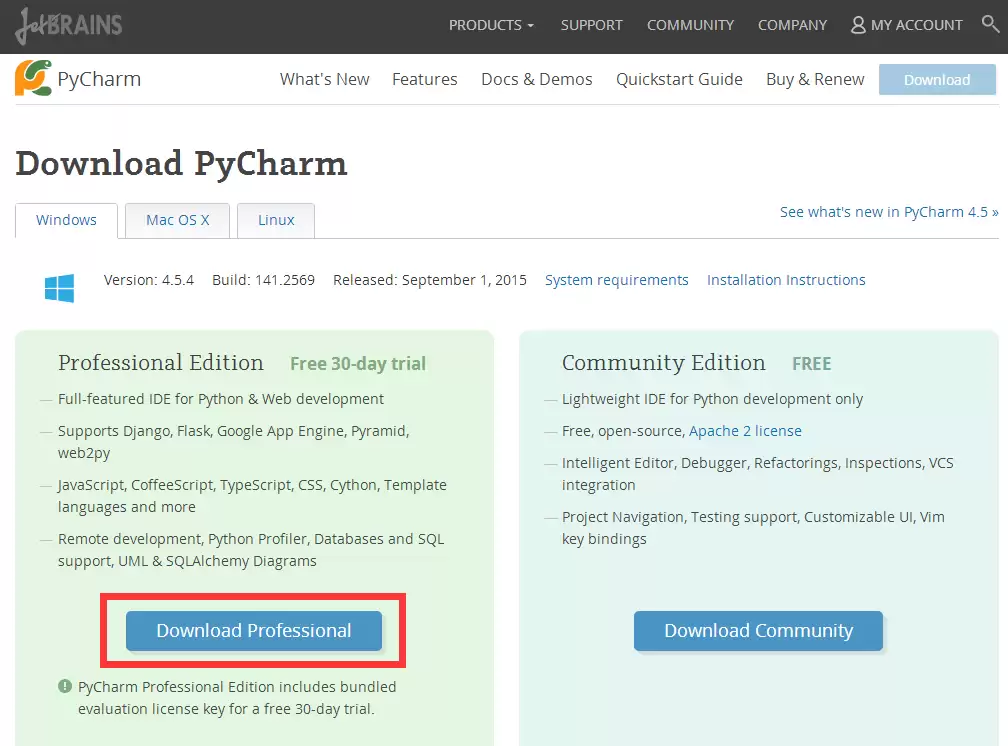 JetBRAINS
PRODUCTS SUPPORT COMMUNITY COMPANY MY ACCOUNT
PyCharm
What's New Features Docs & Demos Quickstart Guide Buy & Renew Download
Download PyCharm
Windows Mac OS X Linux
See what's new in PyCharm 4.5 »
Version: 4.5.4 Build: 141.2569 Released: September 1, 2015 System requirements Installation Instructions
Professional Edition Free 30-day trial
— Full-featured IDE for Python & Web development
— Supports Django, Flask, Google App Engine, Pyramid,
web2py
— JavaScript, CoffeeScript, TypeScript, CSS, Cython, Template
languages and more
— Remote development, Python Profiler, Databases and SQL
support, UML & SQLAlchemy Diagrams
Download Professional
! PyCharm Professional Edition includes bundled
evaluation license key for a free 30-day trial.
Community Edition FREE
— Lightweight IDE for Python development only
— Free, open-source, Apache 2 license
— Intelligent Editor, Debugger, Refactorings, Inspections, VCS
integration
— Project Navigation, Testing support, Customizable UI, Vim
key bindings
Download Community